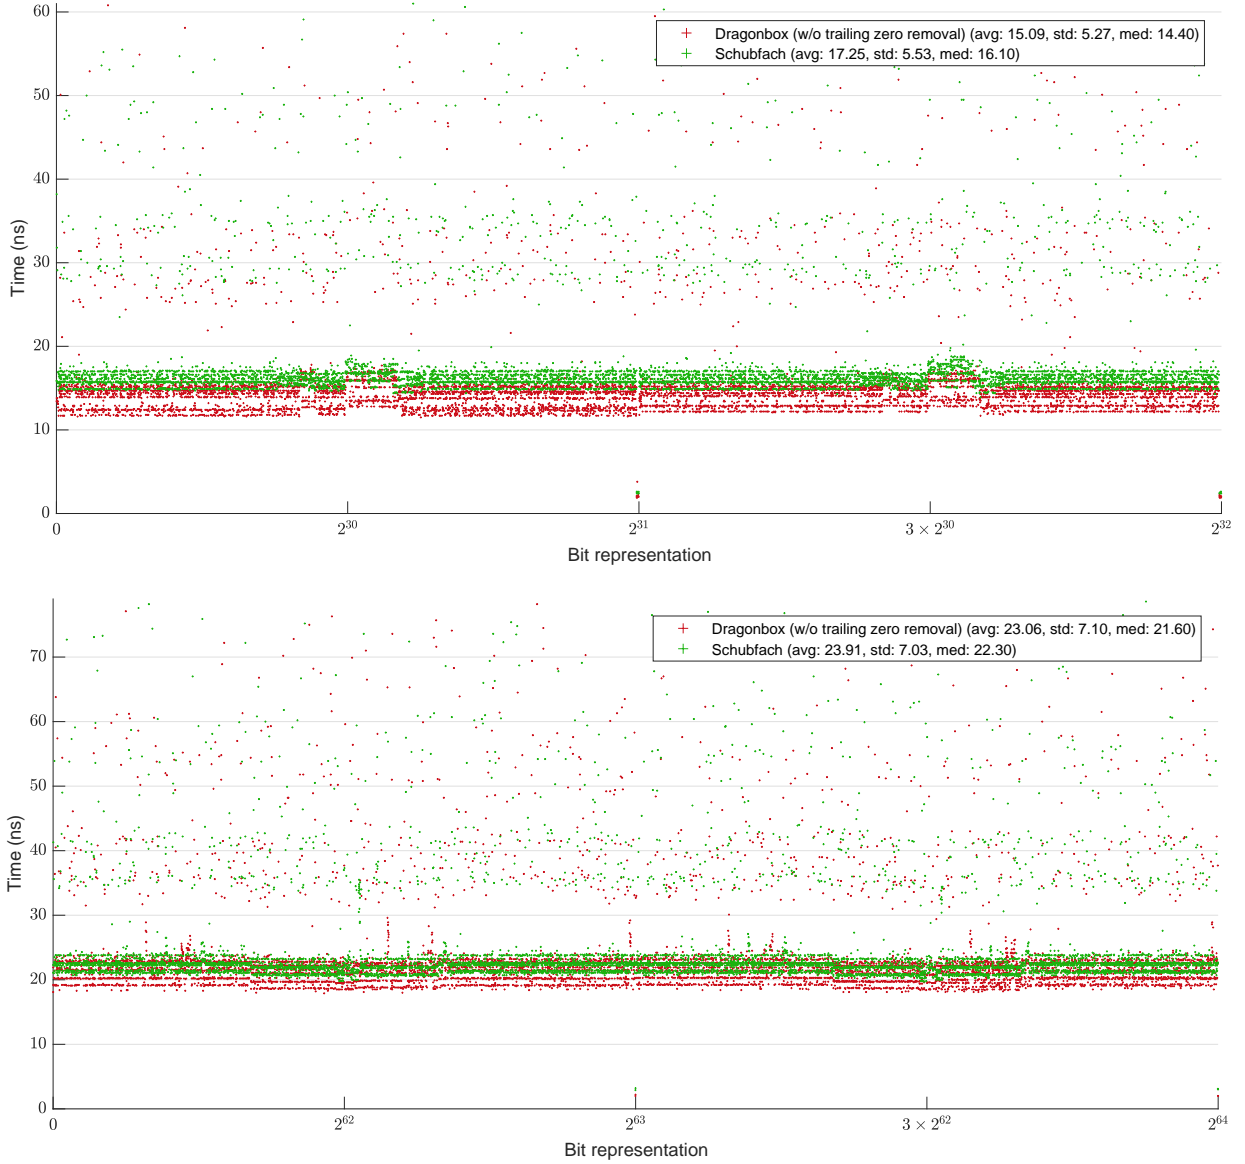 60
50
40
30
20
10
0
Time (ns)
Dragonbox (w/o trailing zero removal) (avg: 15.09, std: 5.27, med: 14.40)
Schubfach (avg: 17.25, std: 5.53, med: 16.10)
0 2^30 2^31 3 × 2^30 2^32
Bit representation
70
60
50
40
30
20
10
0
Time (ns)
Dragonbox (w/o trailing zero removal) (avg: 23.06, std: 7.10, med: 21.60)
Schubfach (avg: 23.91, std: 7.03, med: 22.30)
0 2^62 2^63 3 × 2^62 2^64
Bit representation